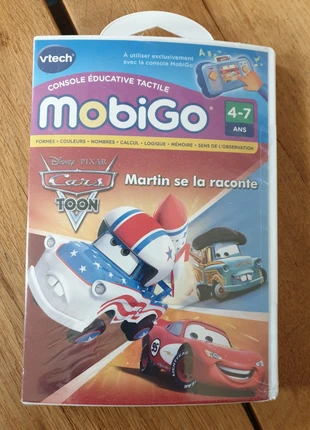 vtech
À utiliser exclusivement
avec la console MobiGo
CONSOLE ÉDUCATIVE TACTILE
MobiGo
4-7
ANS
FORMES • COULEURS • NOMBRES • CALCUL • LOGIQUE • MÉMOIRE • SENS DE L'OBSERVATION
Disney • PIXAR
Cars
TOON
Martin se la raconte